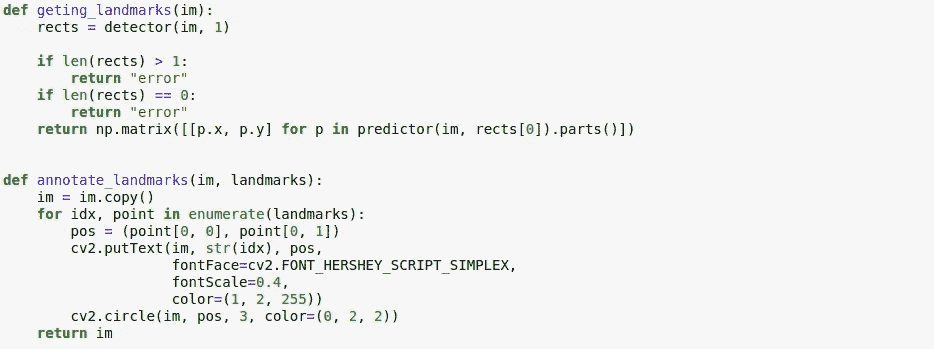 def geting_landmarks(im):
    rects = detector(im, 1)

    if len(rects) > 1:
        return "error"
    if len(rects) == 0:
        return "error"
    return np.matrix([[p.x, p.y] for p in predictor(im, rects[0]).parts()])


def annotate_landmarks(im, landmarks):
    im = im.copy()
    for idx, point in enumerate(landmarks):
        pos = (point[0, 0], point[0, 1])
        cv2.putText(im, str(idx), pos,
                    fontFace=cv2.FONT_HERSHEY_SCRIPT_SIMPLEX,
                    fontScale=0.4,
                    color=(1, 2, 255))
        cv2.circle(im, pos, 3, color=(0, 2, 2))
    return im